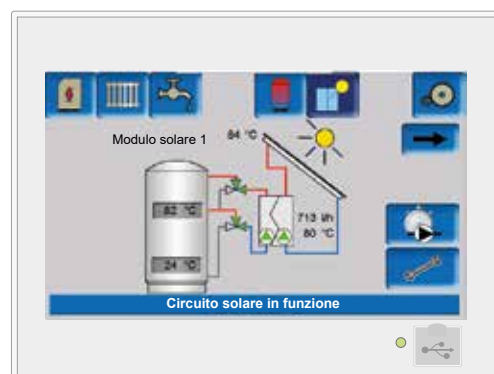 Modulo solare 1
84 °C
82 °C
713 l/h
80 °C
24 °C
Circuito solare in funzione